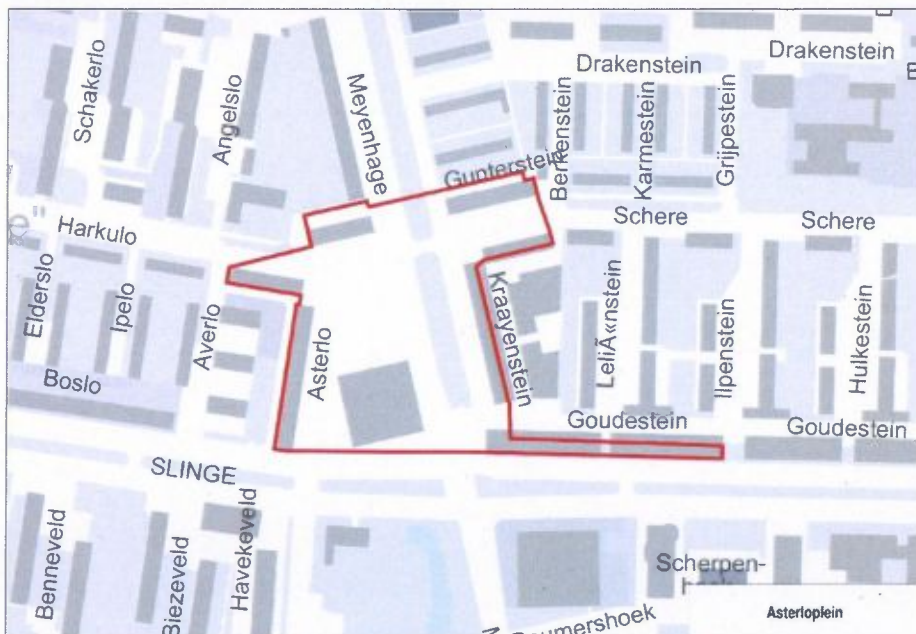 Drakenstein
Drakenstein
Schakerlo
Angelslo
Meyenhage
Gunterstein
Berkenstein
Karmestein
Grijpestein
Schere
Schere
Harkulo
Elderslo
Ipelo
Averlo
Asterlo
Kraayenstein
LeliÃ«nstein
Ilpenstein
Hulkestein
Boslo
Goudestein
Goudestein
SLINGE
Benneveld
Biezeveld
Havekeveld
Scherpen-
Asterloplein